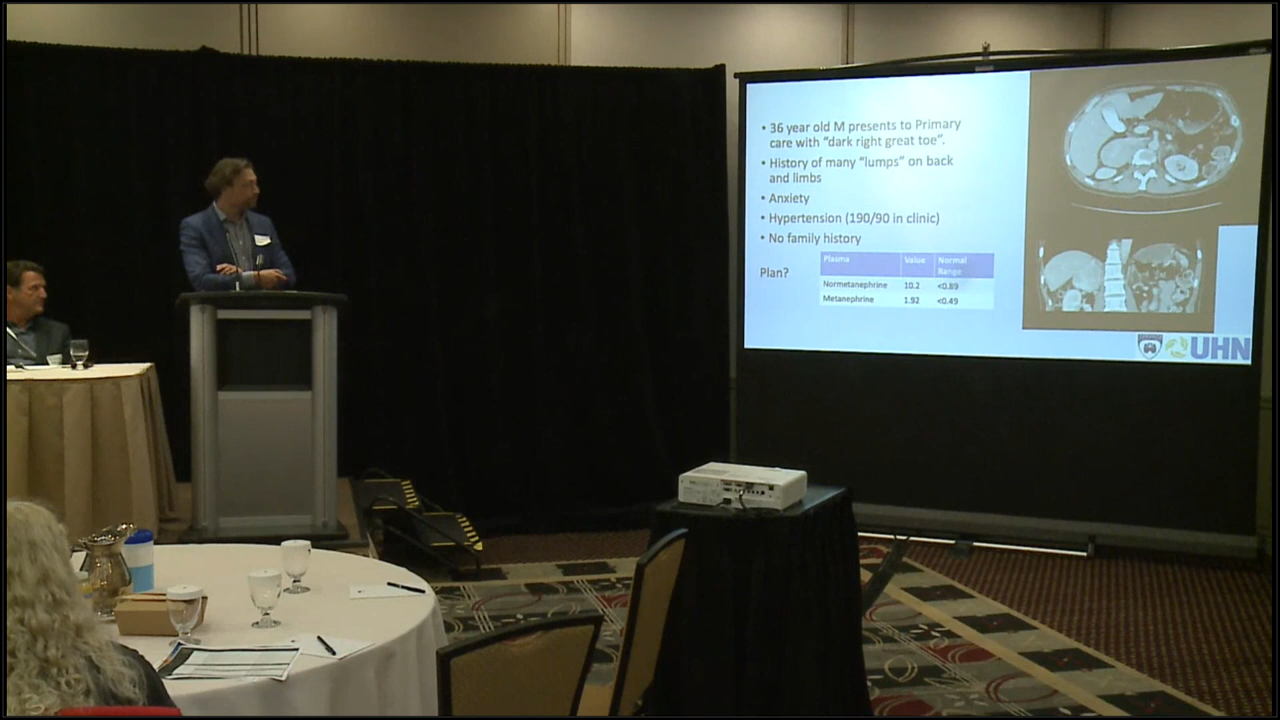 • 36 year old M presents to Primary
care with “dark right great toe”.
• History of many “lumps” on back
and limbs
• Anxiety
• Hypertension (190/90 in clinic)
• No family history
Plan?
Plasma Value Normal
Range
Normetanephrine 10.2 <0.89
Metanephrine 1.92 <0.49
UHN